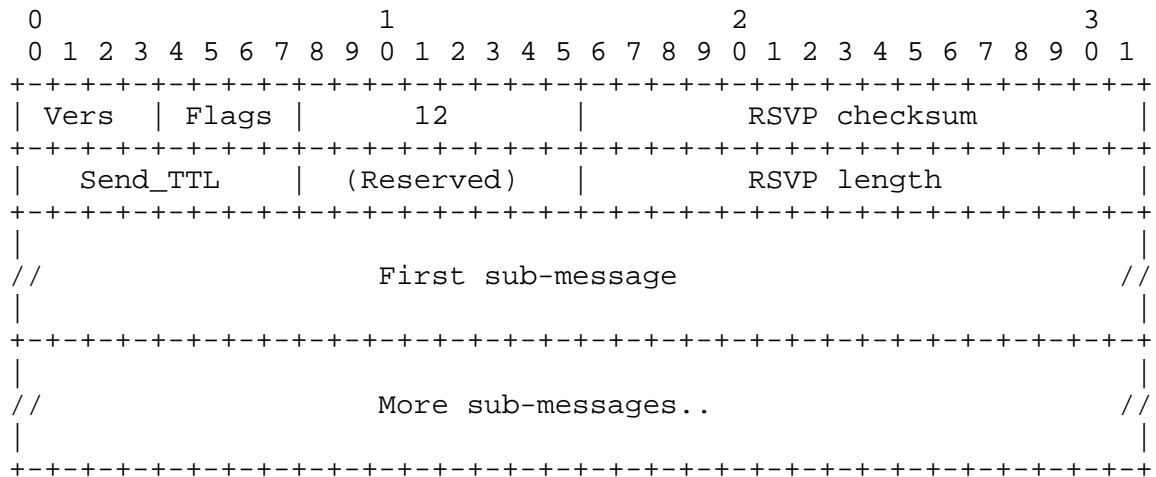 0                   1                   2                   3
 0 1 2 3 4 5 6 7 8 9 0 1 2 3 4 5 6 7 8 9 0 1 2 3 4 5 6 7 8 9 0 1
+-+-+-+-+-+-+-+-+-+-+-+-+-+-+-+-+-+-+-+-+-+-+-+-+-+-+-+-+-+-+-+-+
| Vers  | Flags |      12       |         RSVP checksum         |
+-+-+-+-+-+-+-+-+-+-+-+-+-+-+-+-+-+-+-+-+-+-+-+-+-+-+-+-+-+-+-+-+
|   Send_TTL    |  (Reserved)   |         RSVP length           |
+-+-+-+-+-+-+-+-+-+-+-+-+-+-+-+-+-+-+-+-+-+-+-+-+-+-+-+-+-+-+-+-+
|                                                               |
//                   First sub-message                         //
|                                                               |
+-+-+-+-+-+-+-+-+-+-+-+-+-+-+-+-+-+-+-+-+-+-+-+-+-+-+-+-+-+-+-+-+
|                                                               |
//                   More sub-messages..                       //
|                                                               |
+-+-+-+-+-+-+-+-+-+-+-+-+-+-+-+-+-+-+-+-+-+-+-+-+-+-+-+-+-+-+-+-+